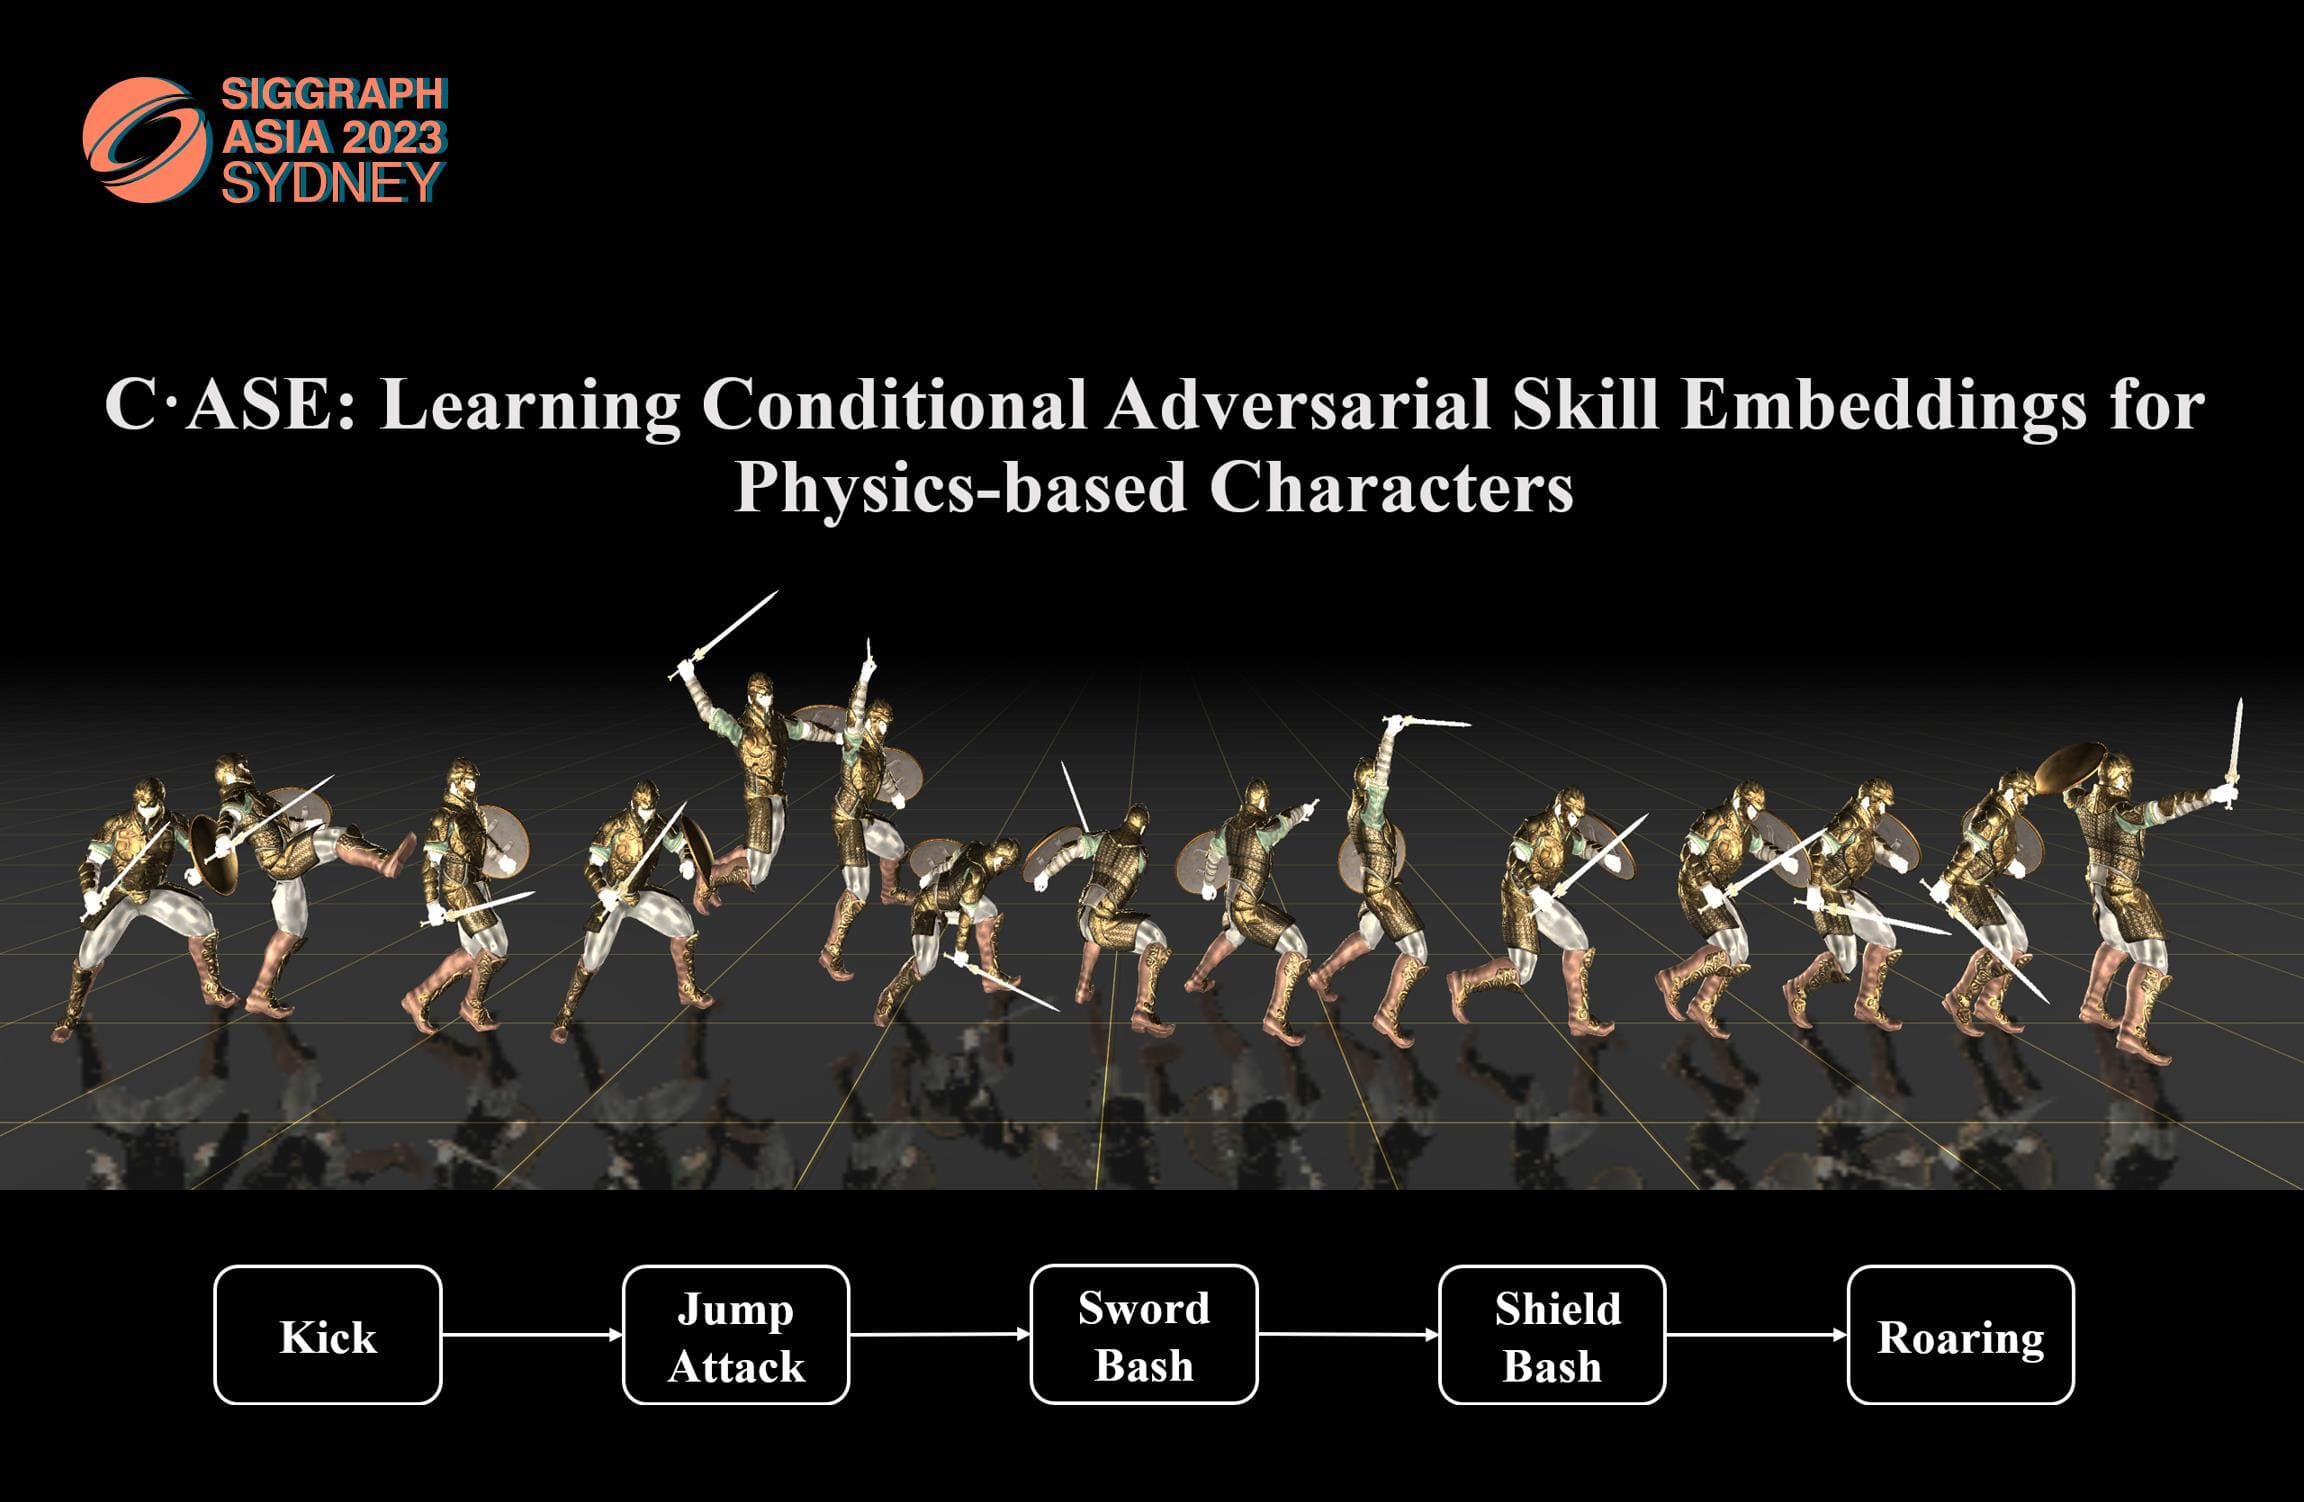 SIGGRAPH
ASIA 2023
SYDNEY
C·ASE: Learning Conditional Adversarial Skill Embeddings for
Physics-based Characters
Kick
Jump
Attack
Sword
Bash
Shield
Bash
Roaring